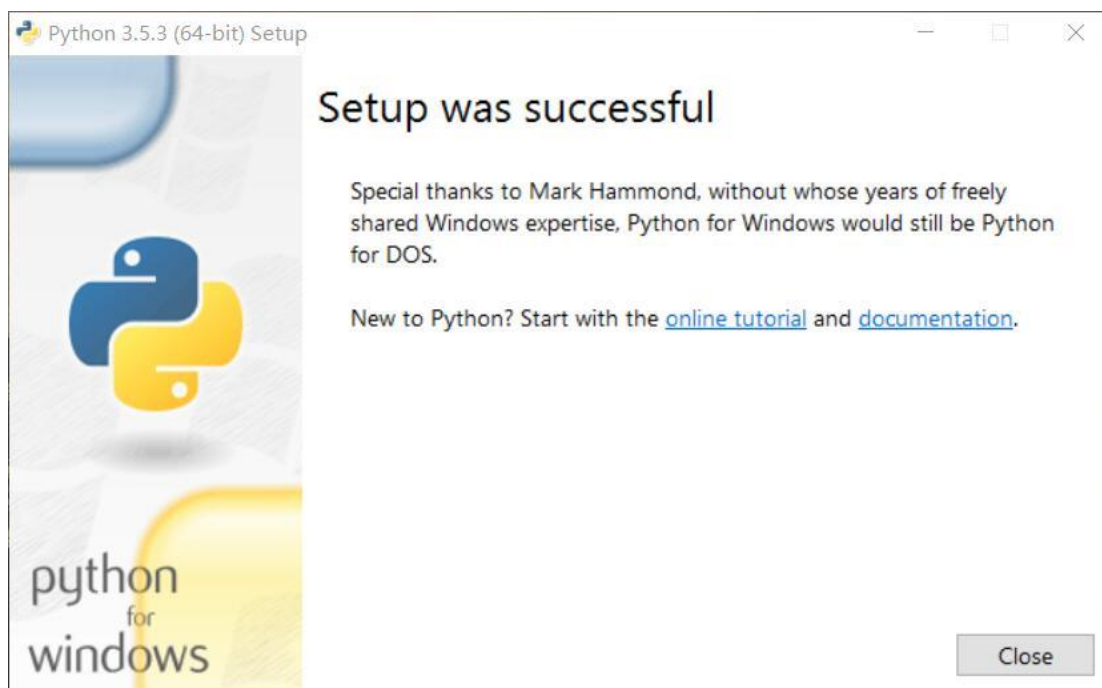 Python 3.5.3 (64-bit) Setup
Setup was successful
Special thanks to Mark Hammond, without whose years of freely
shared Windows expertise, Python for Windows would still be Python
for DOS.
New to Python? Start with the online tutorial and documentation.
python
for
windows
Close